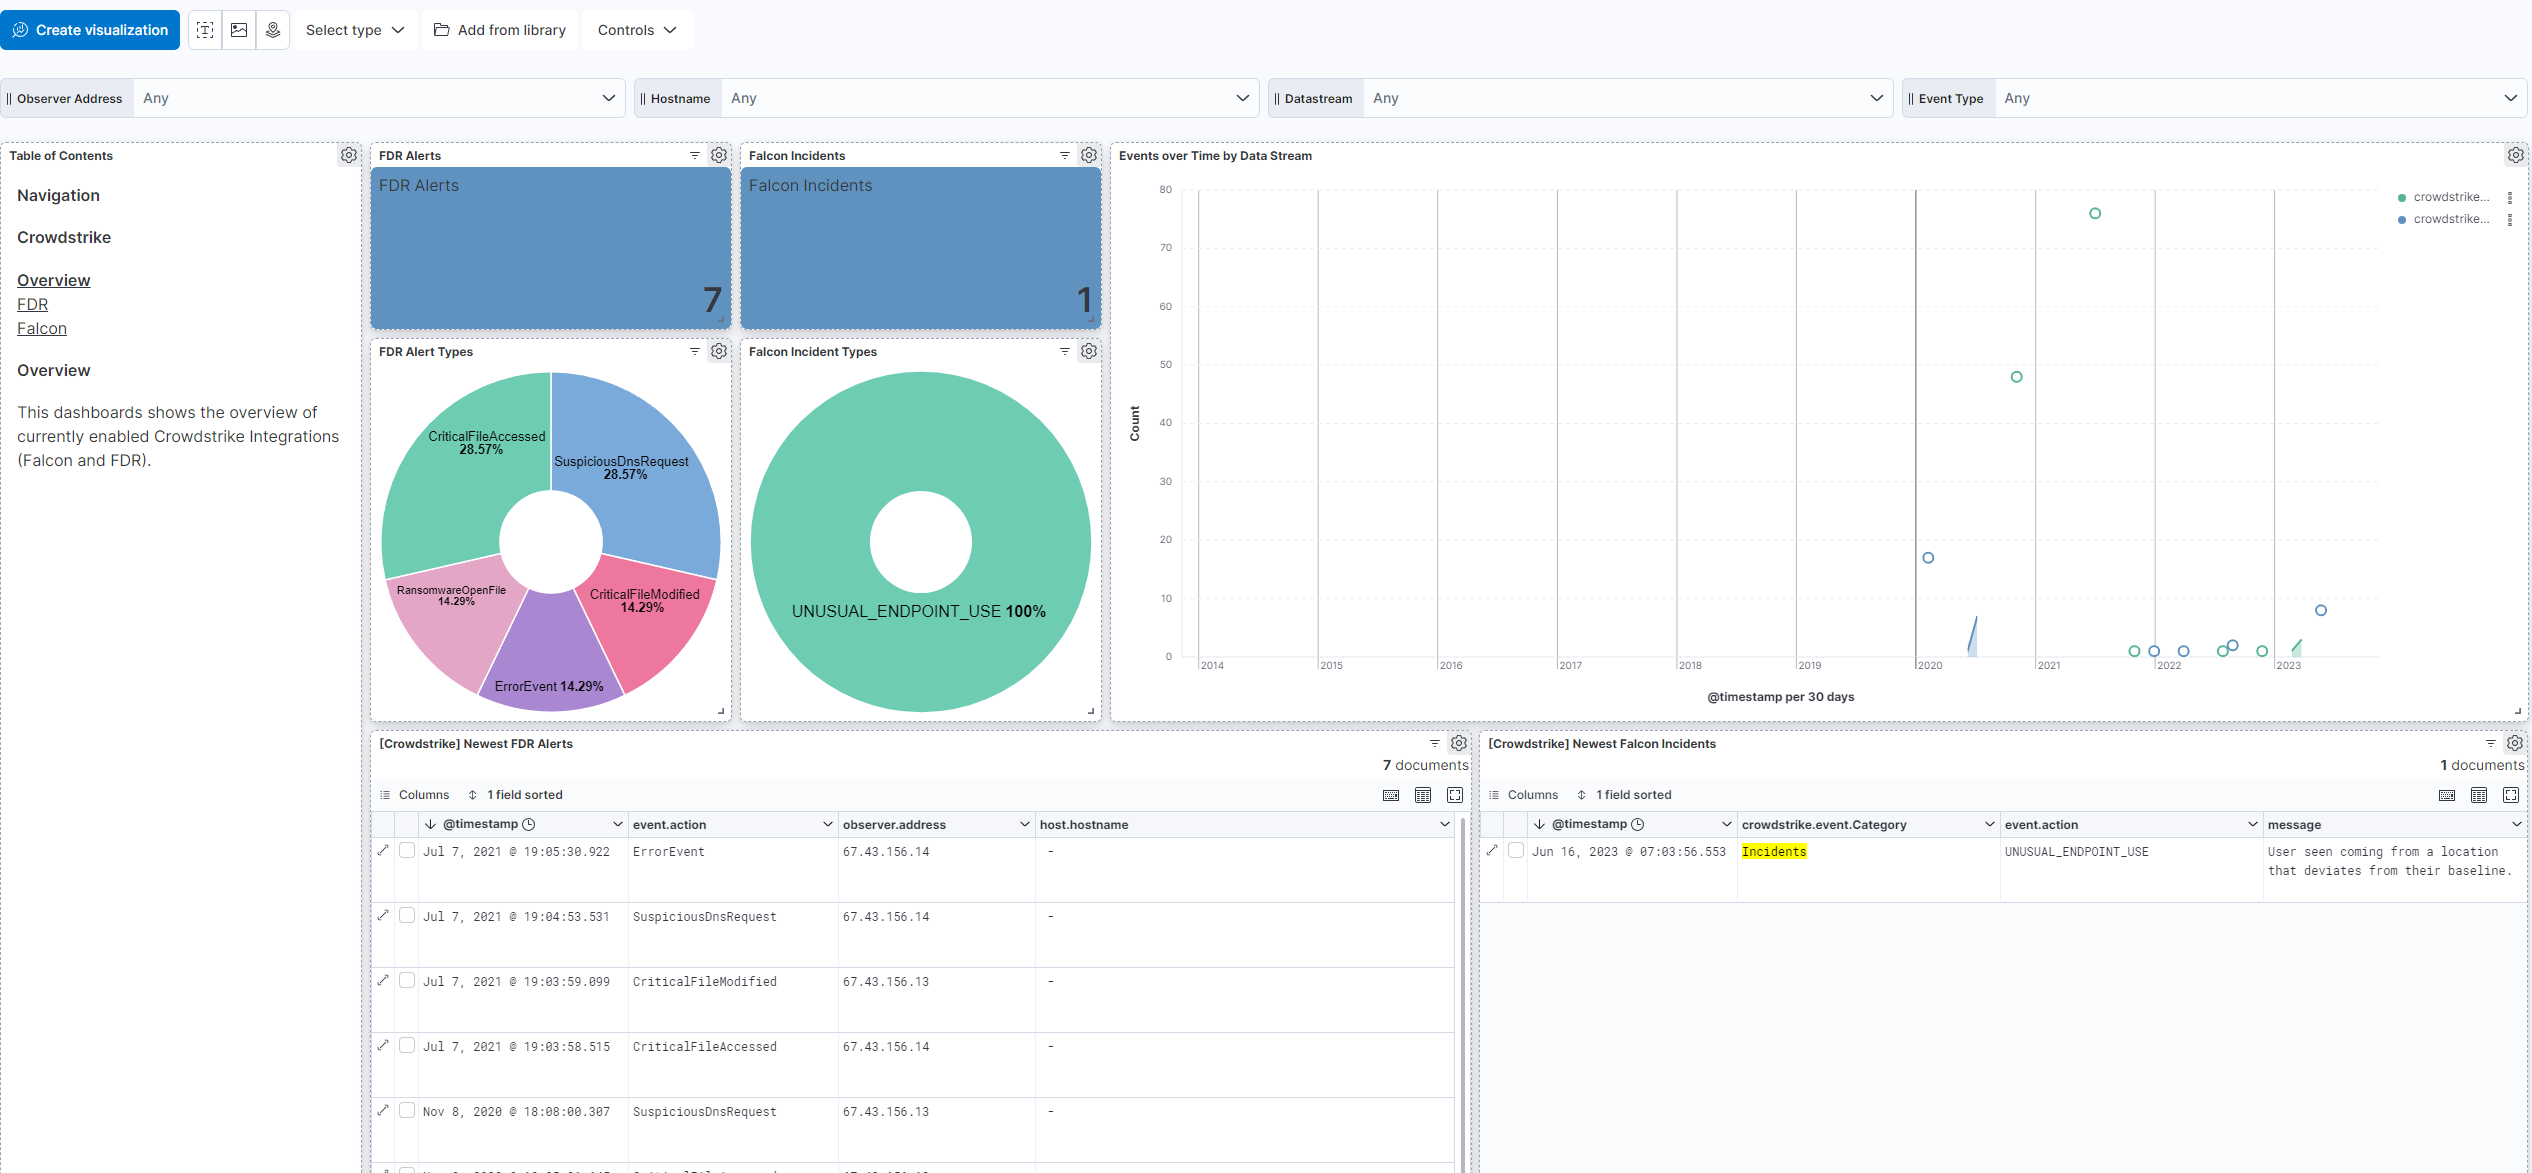 Create visualization
Select type
Add from library
Controls
Observer Address Any
Hostname Any
Datastream Any
Event Type Any
Table of Contents
Navigation
Crowdstrike
Overview
FDR
Falcon
Overview
This dashboards shows the overview of
currently enabled Crowdstrike Integrations
(Falcon and FDR).
FDR Alerts
FDR Alerts
7
Falcon Incidents
Falcon Incidents
1
FDR Alert Types
CriticalFileAccessed
28.57%
SuspiciousDnsRequest
28.57%
RansomwareOpenFile
14.29%
CriticalFileModified
14.29%
ErrorEvent 14.29%
Falcon Incident Types
UNUSUAL_ENDPOINT_USE 100%
Events over Time by Data Stream
80
70
60
50
40
30
20
10
0
Count
2014 2015 2016 2017 2018 2019 2020 2021 2022 2023
@timestamp per 30 days
crowdstrike...
crowdstrike...
[Crowdstrike] Newest FDR Alerts
7 documents
Columns 1 field sorted
@timestamp event.action observer.address host.hostname
Jul 7, 2021 @ 19:05:30.922 ErrorEvent 67.43.156.14 -
Jul 7, 2021 @ 19:04:53.531 SuspiciousDnsRequest 67.43.156.14 -
Jul 7, 2021 @ 19:03:59.099 CriticalFileModified 67.43.156.13 -
Jul 7, 2021 @ 19:03:58.515 CriticalFileAccessed 67.43.156.14 -
Nov 8, 2020 @ 18:08:00.307 SuspiciousDnsRequest 67.43.156.13 -
[Crowdstrike] Newest Falcon Incidents
1 documents
Columns 1 field sorted
@timestamp crowdstrike.event.Category event.action message
Jun 16, 2023 @ 07:03:56.553 Incidents UNUSUAL_ENDPOINT_USE User seen coming from a location
that deviates from their baseline.